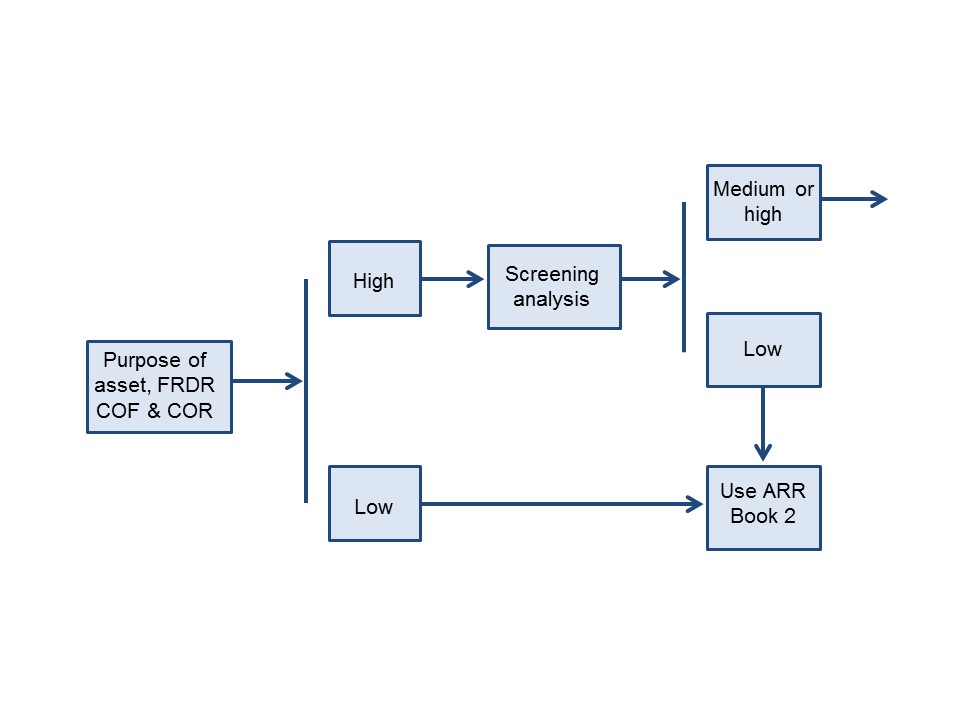 Purpose of
asset, FRDR
COF & COR
High
Low
Screening
analysis
Medium or
high
Low
Use ARR
Book 2